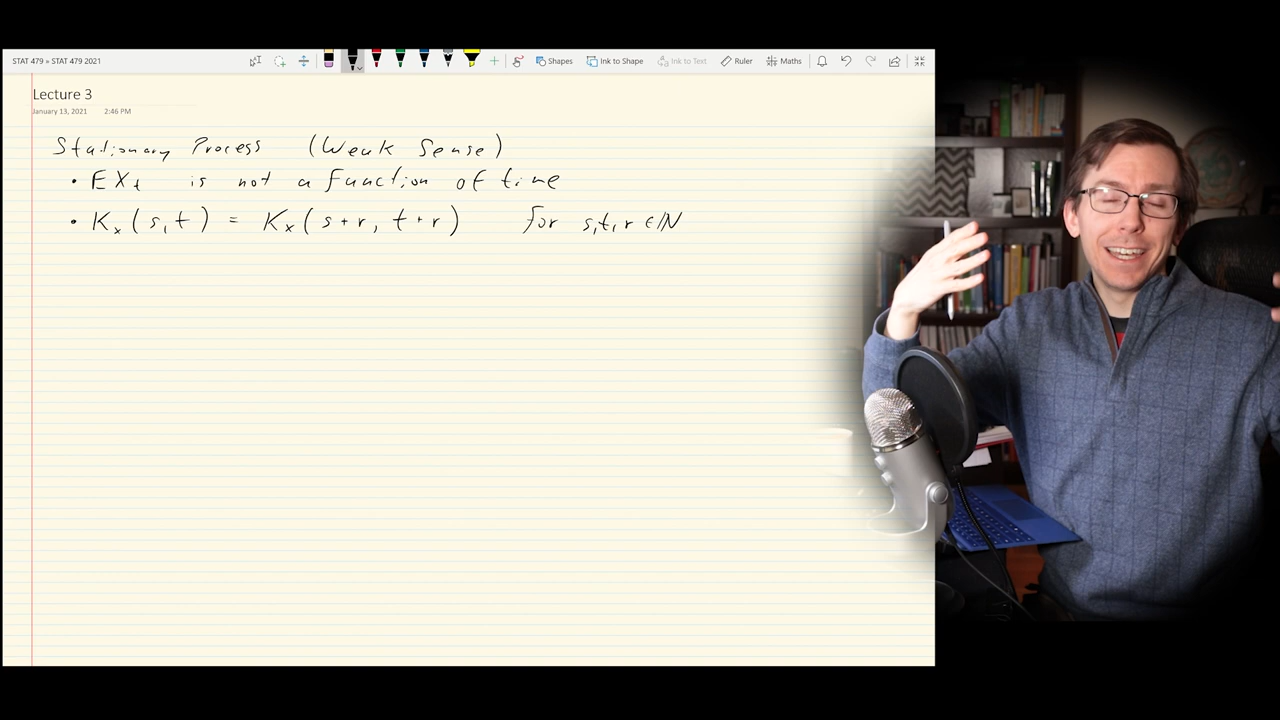 STAT 479 » STAT 479 2021
Shapes Ink to Shape Ink to Text Ruler Maths
Lecture 3
January 13, 2021 2:46 PM
Stationary Process (Weak Sense)
• EXₜ is not a function of time
• Kₓ(s,t) = Kₓ(s+r, t+r) for s,t,r ∈ ℕ